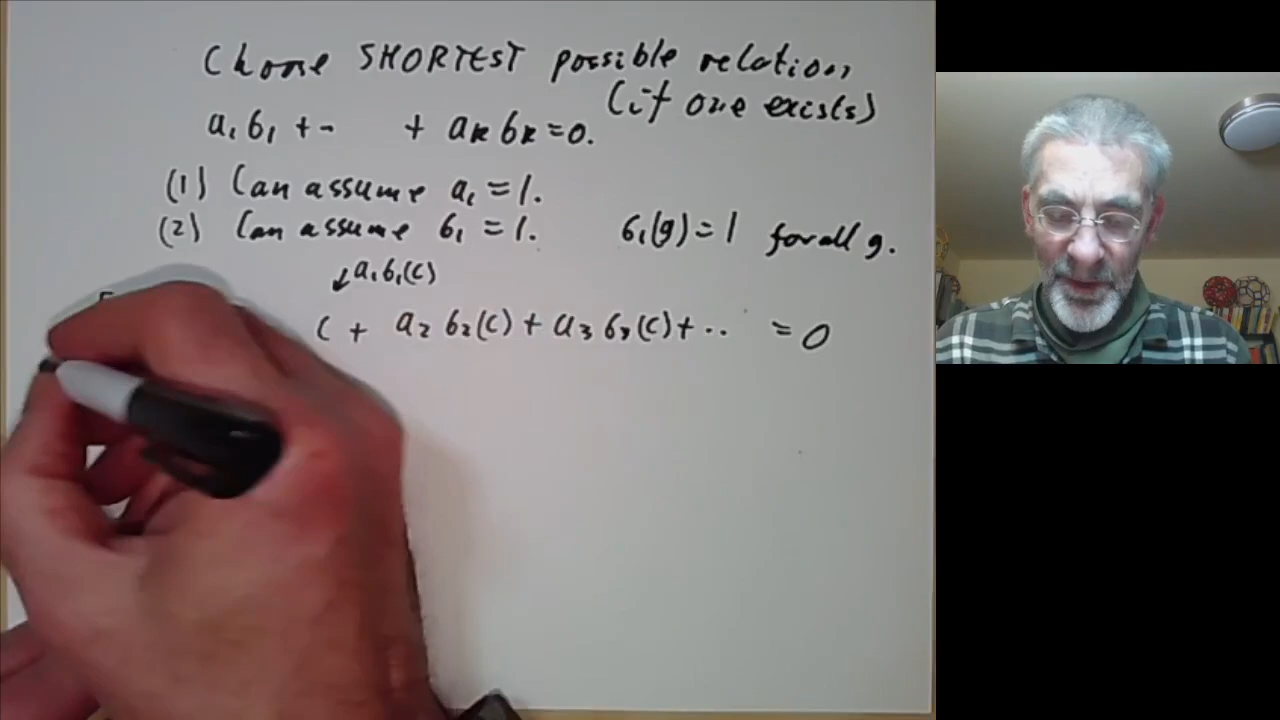 Choose SHORTEST possible relation,
(if one exists)
a₁b₁ + - + aₖbₖ = 0.
(1) Can assume a₁ = 1.
(2) Can assume b₁ = 1. b₁(g) = 1 for all g.
↙ a₁b₁(c)
c + a₂b₂(c) + a₃b₃(c) + .. = 0